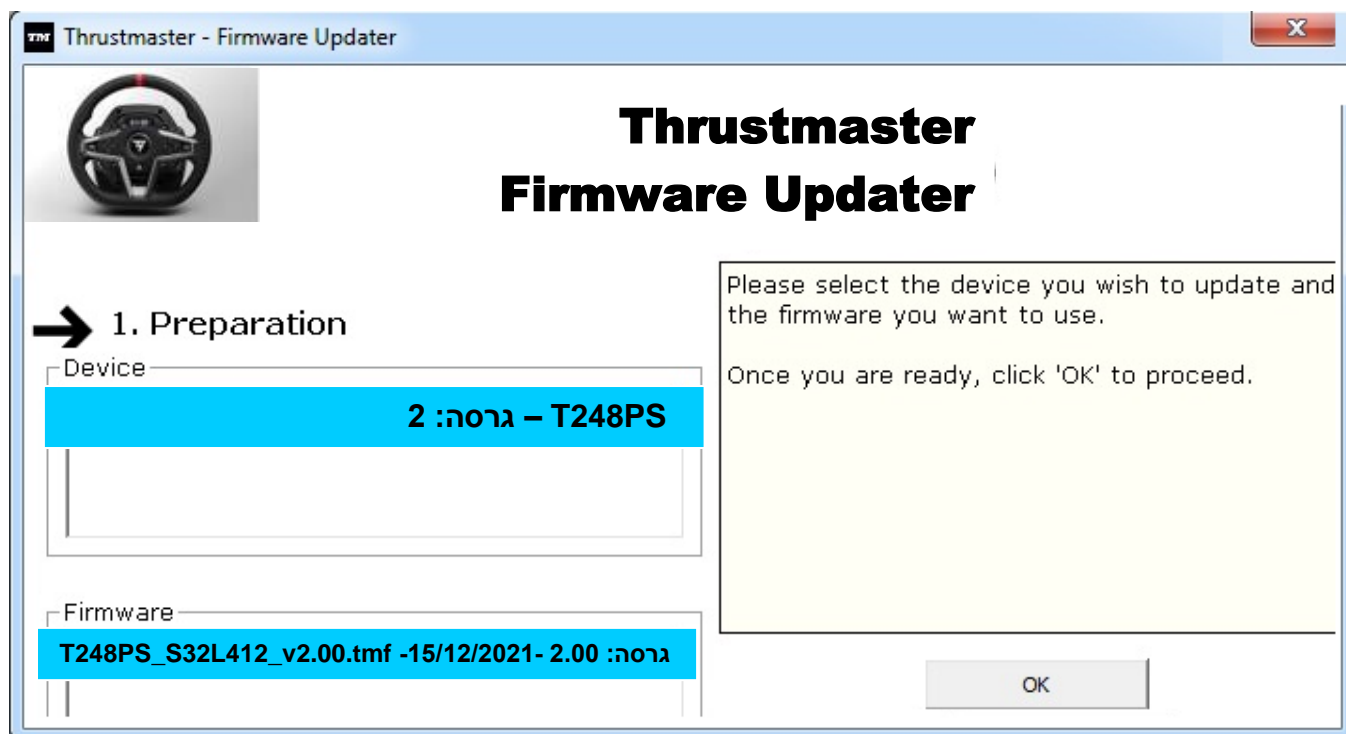 Thrustmaster - Firmware Updater
Thrustmaster
Firmware Updater
1. Preparation
Device
T248PS – גרסה: 2
Firmware
T248PS_S32L412_v2.00.tmf -15/12/2021- 2.00 :גרסה
Please select the device you wish to update and
the firmware you want to use.
Once you are ready, click 'OK' to proceed.
OK